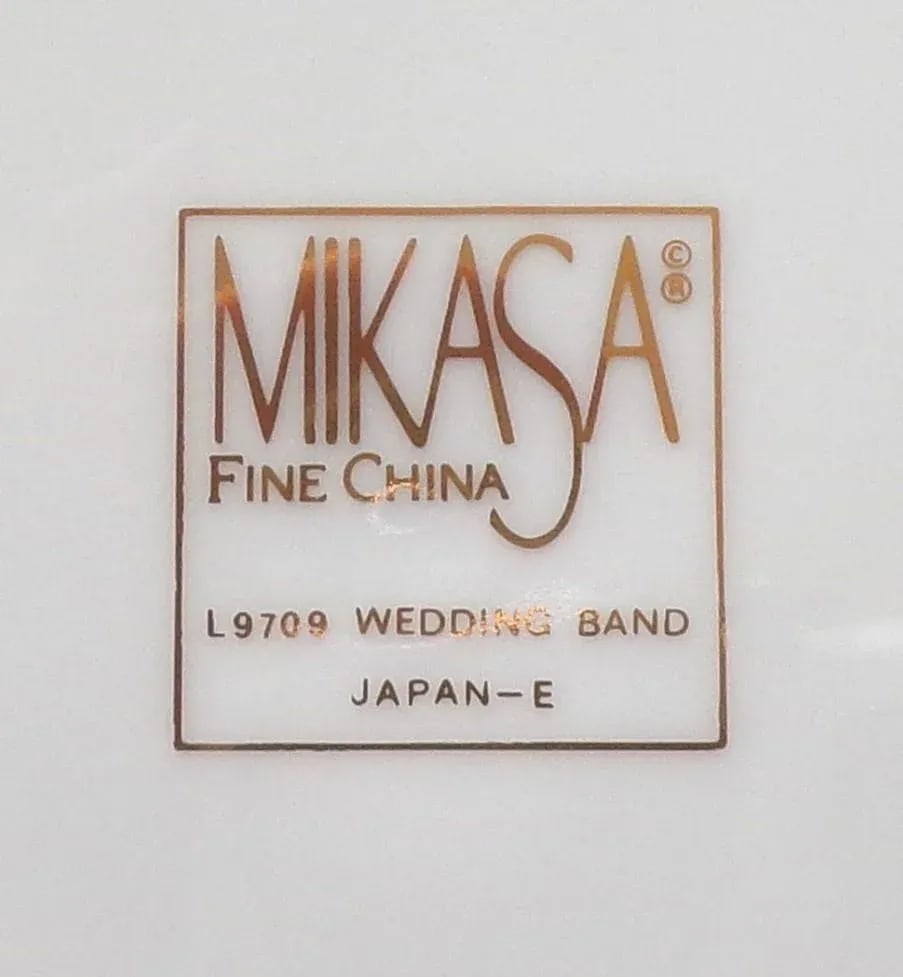 MIKASA©®
FINE CHINA
L9709 WEDDING BAND
JAPAN-E